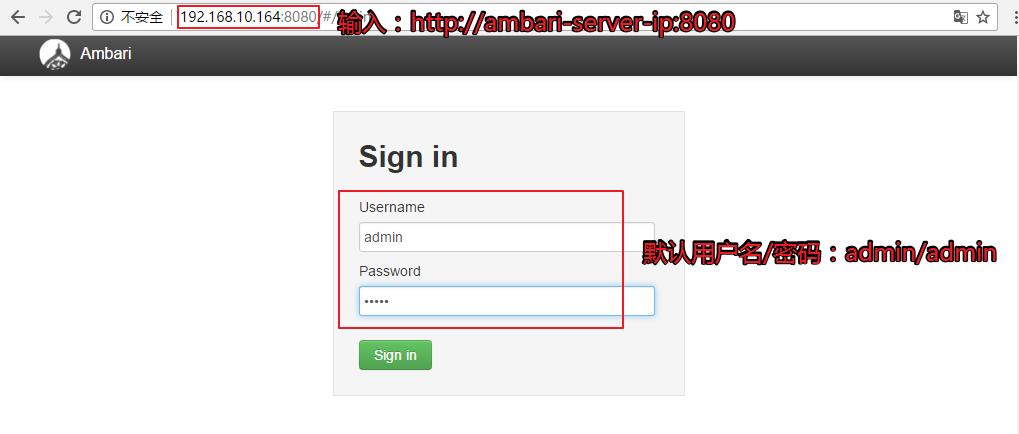 不安全 192.168.10.164:8080/#/
输入：http://ambari-server-ip:8080
Ambari
Sign in
Username
admin
默认用户名/密码：admin/admin
Password
•••••
Sign in